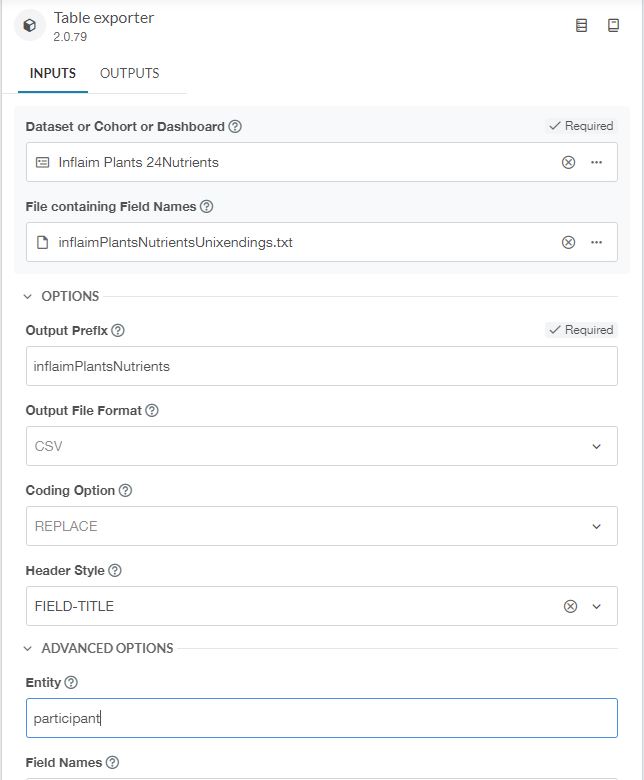 Table exporter
2.0.79
INPUTS OUTPUTS
Dataset or Cohort or Dashboard Required
Inflaim Plants 24Nutrients
File containing Field Names
inflaimPlantsNutrientsUnixendings.txt
OPTIONS
Output Prefix Required
inflaimPlantsNutrients
Output File Format
CSV
Coding Option
REPLACE
Header Style
FIELD-TITLE
ADVANCED OPTIONS
Entity
participant
Field Names